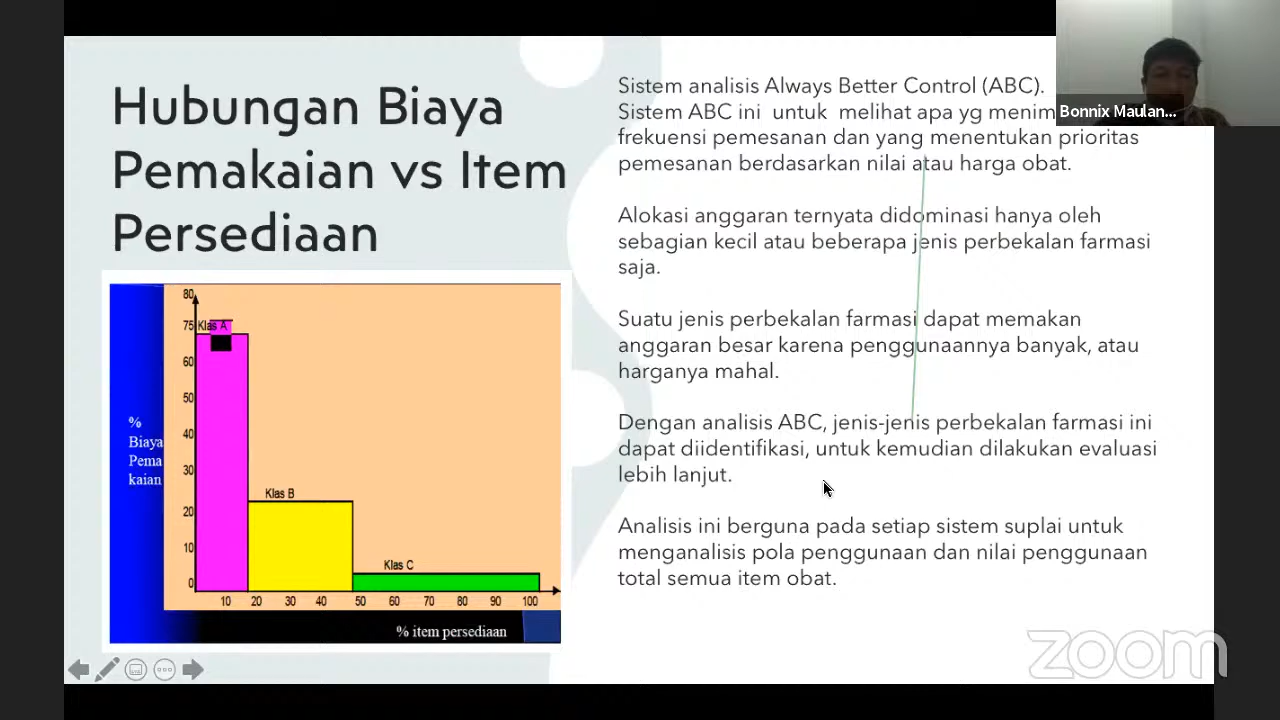 Hubungan Biaya
Pemakaian vs Item
Persediaan
80
75
60
50
40
30
20
10
0
Klas A
Klas B
Klas C
%
Biaya
Pema
kaian
10 20 30 40 50 60 70 80 90 100
% item persediaan
Sistem analisis Always Better Control (ABC).
Sistem ABC ini untuk melihat apa yg
frekuensi pemesanan dan yang menentukan prioritas
pemesanan berdasarkan nilai atau harga obat.
Alokasi anggaran ternyata didominasi hanya oleh
sebagian kecil atau beberapa jenis perbekalan farmasi
saja.
Suatu jenis perbekalan farmasi dapat memakan
anggaran besar karena penggunaannya banyak, atau
harganya mahal.
Dengan analisis ABC, jenis-jenis perbekalan farmasi ini
dapat diidentifikasi, untuk kemudian dilakukan evaluasi
lebih lanjut.
Analisis ini berguna pada setiap sistem suplai untuk
menganalisis pola penggunaan dan nilai penggunaan
total semua item obat.
Bonnix Maulan...
zoom